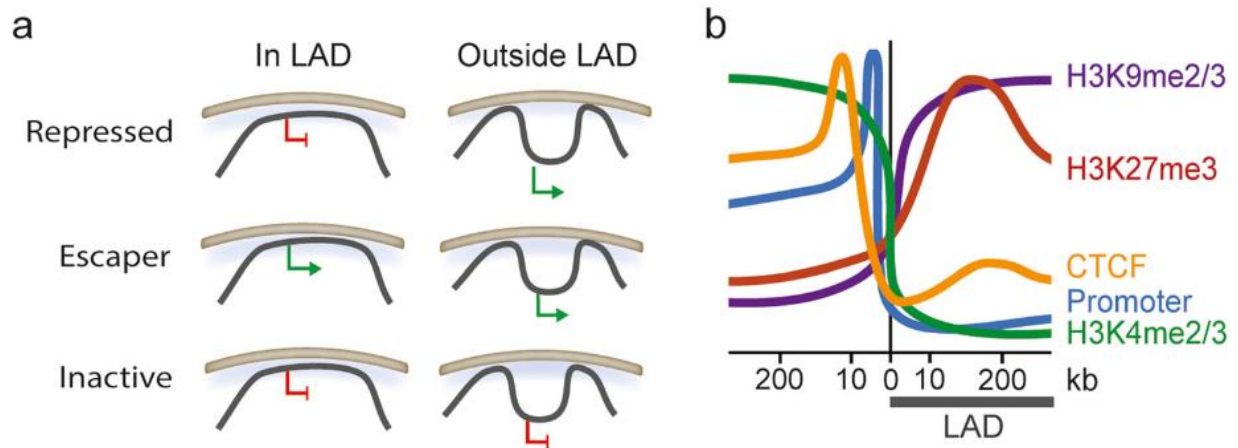 a
In LAD Outside LAD
Repressed
Escaper
Inactive
b
H3K9me2/3
H3K27me3
CTCF
Promoter
H3K4me2/3
200 10 0 10 200 kb
LAD